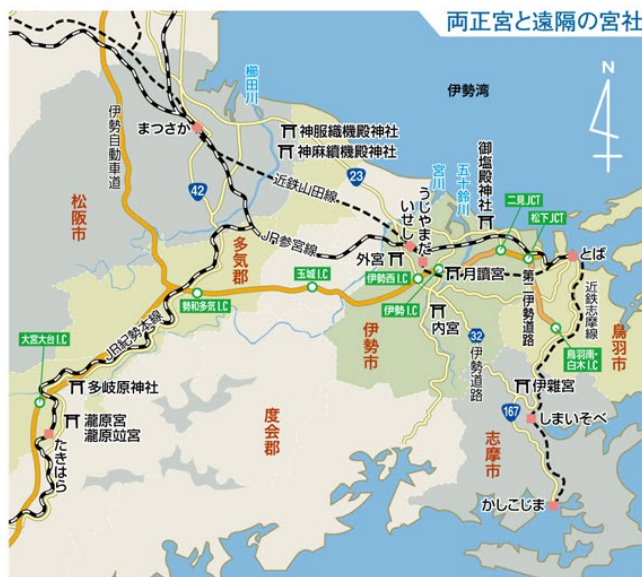 両正宮と遠隔の宮社
N
伊勢湾
櫛田川
まつさか
神服織機殿神社
神麻續機殿神社
伊勢自動車道
42
近鉄山田線
23
宮川
五十鈴川
御塩殿神社
二見JCT
松下JCT
松阪市
多気郡
JR参宮線
うじやまだ
いせし
外宮
月讀宮
とば
玉城I.C
伊勢西I.C
伊勢I.C
第二伊勢道路
近鉄志摩線
勢和多気I.C
JR紀勢本線
内宮
伊勢市
32
伊勢道路
鳥羽市
鳥羽南・
白木I.C
大宮大台I.C
多岐原神社
伊雜宮
瀧原宮
瀧原竝宮
たきはら
度会郡
167
しまいそべ
志摩市
かしこじま